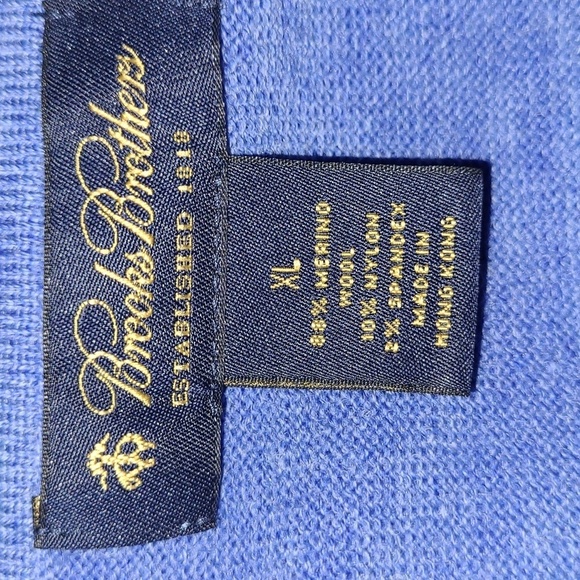 Brooks Brothers
ESTABLISHED 1818
XL
88% MERINO
WOOL
10% NYLON
2% SPANDEX
MADE IN
HONG KONG